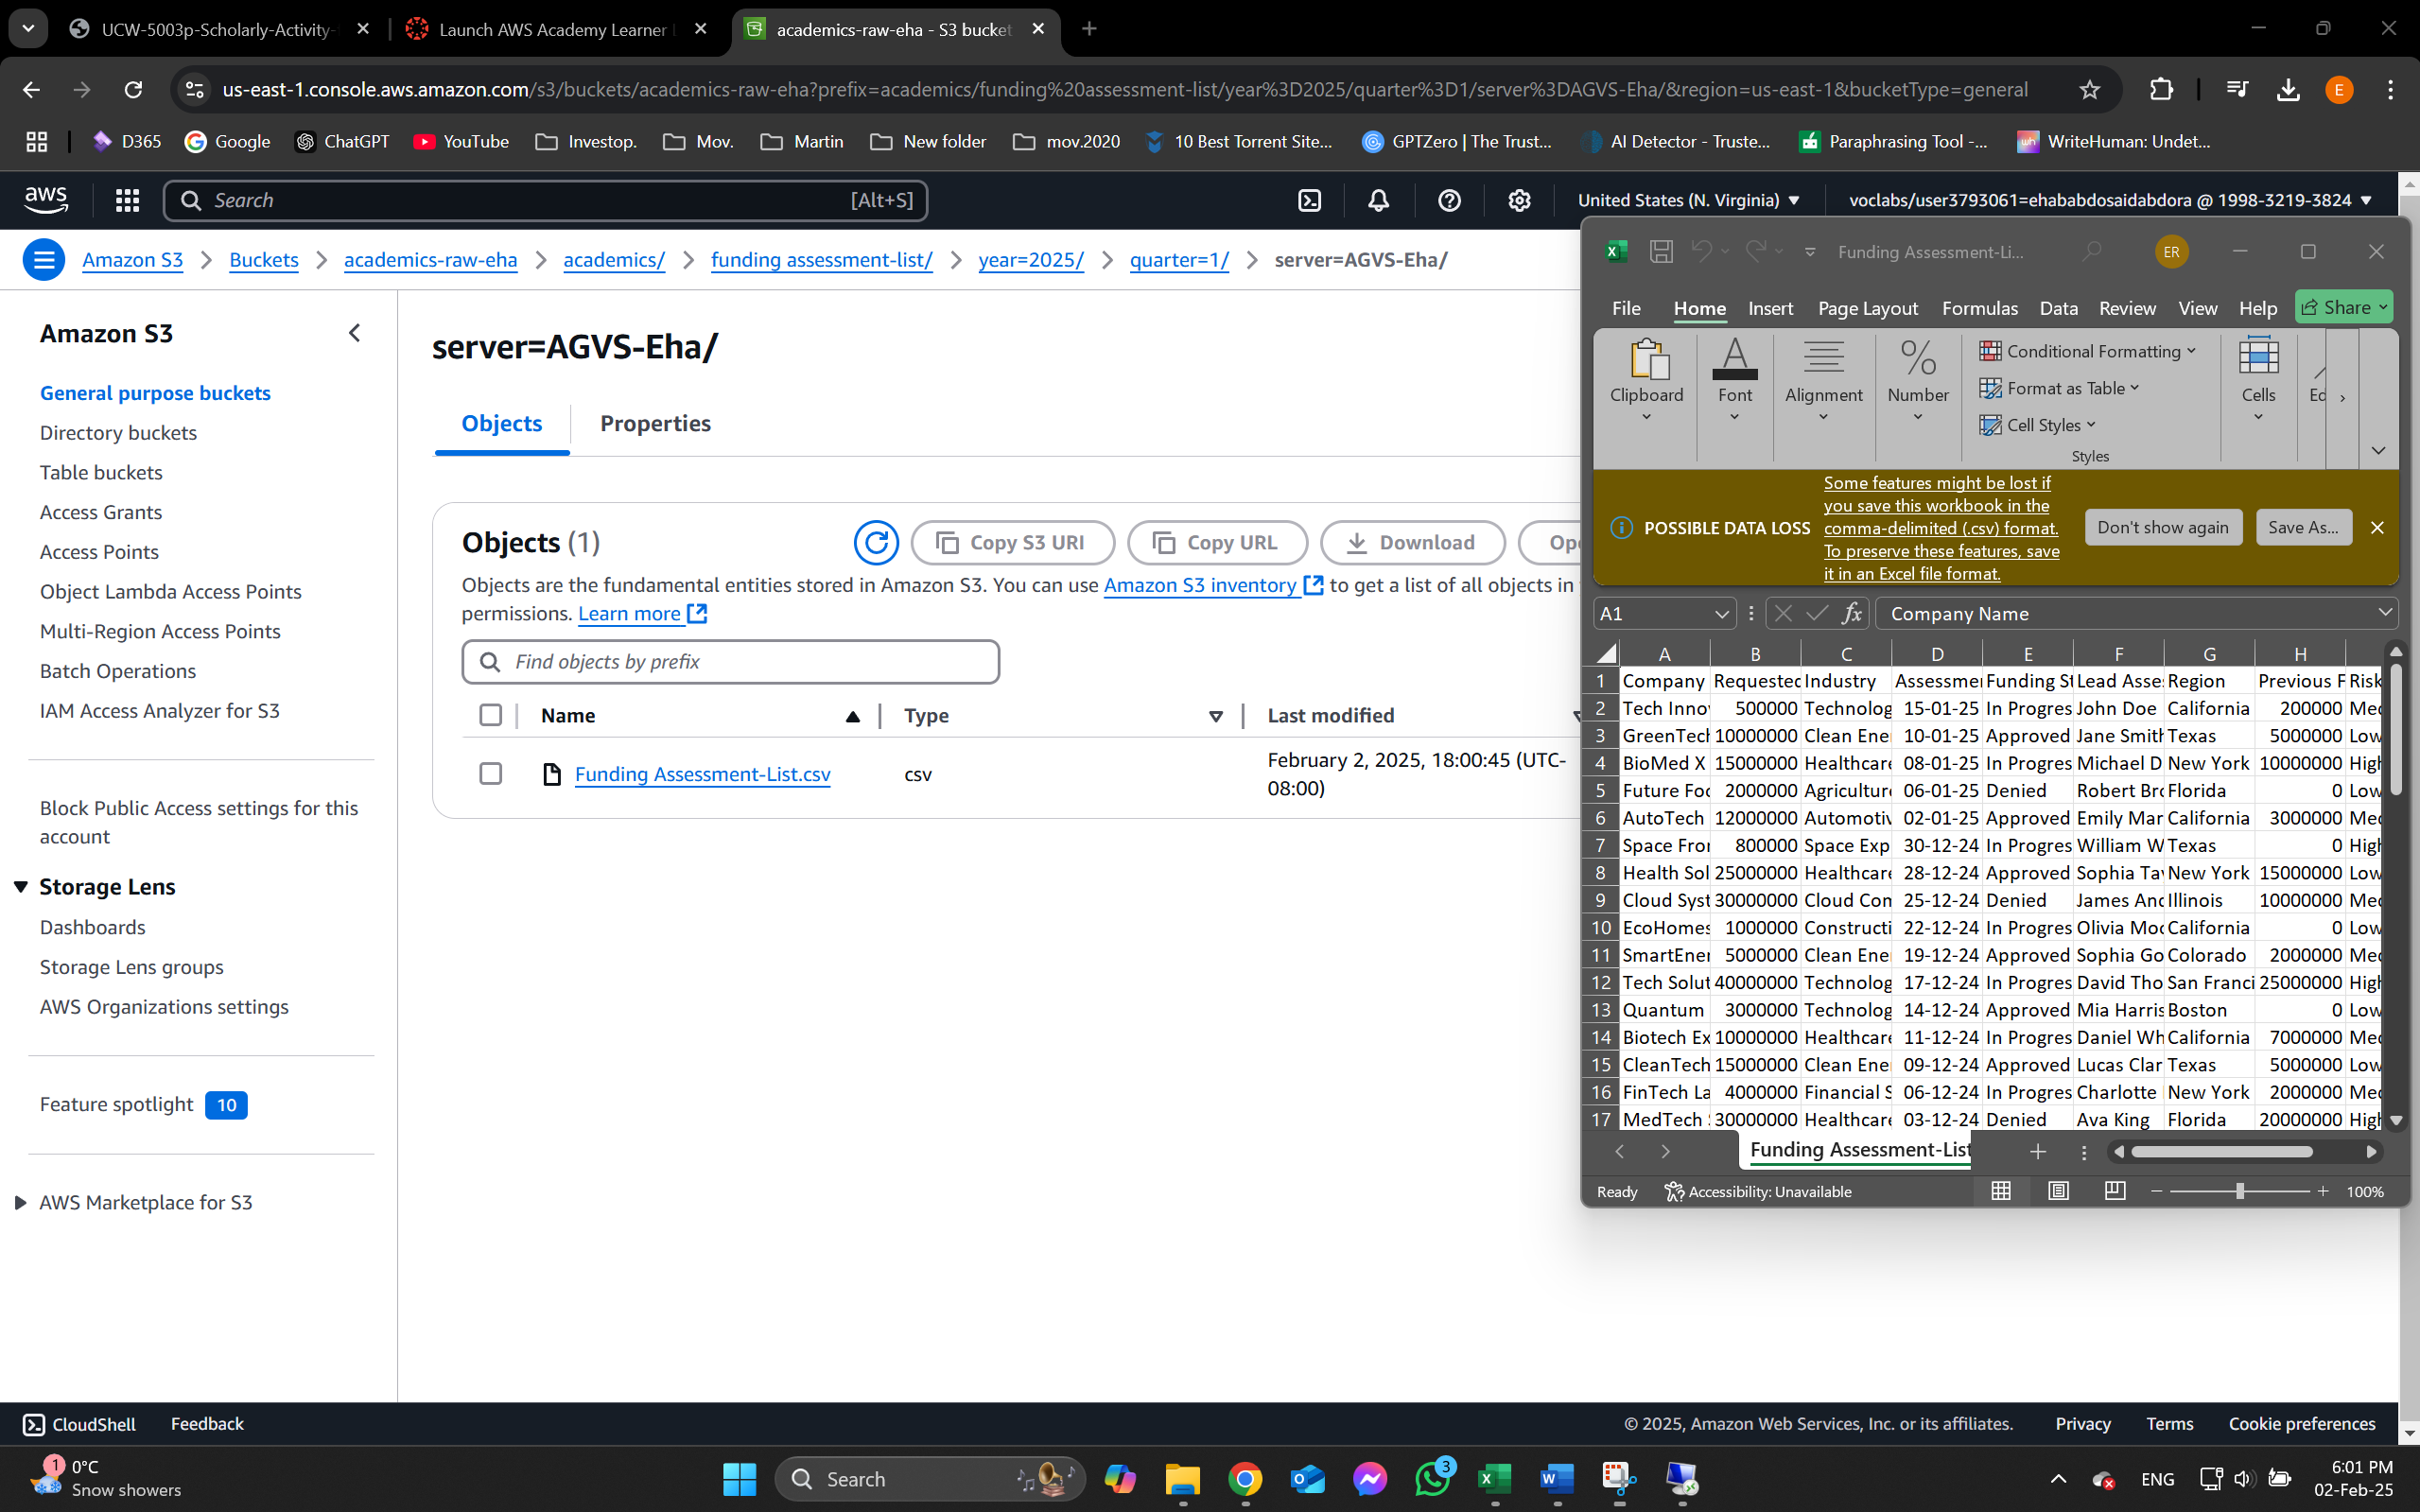 UCW-5003p-Scholarly-Activity-
Launch AWS Academy Learner
academics-raw-eha - S3 bucket
us-east-1.console.aws.amazon.com/s3/buckets/academics-raw-eha?prefix=academics/funding%20assessment-list/year%3D2025/quarter%3D1/server%3DAGVS-Eha/&region=us-east-1&bucketType=general
E
D365
Google
ChatGPT
YouTube
Investop.
Mov.
Martin
New folder
mov.2020
10 Best Torrent Site...
GPTZero | The Trust...
AI Detector - Truste...
Paraphrasing Tool -...
wh
WriteHuman: Undet...
aws
Search
[Alt+S]
United States (N. Virginia)
voclabs/user3793061=ehababdosaidabdora @ 1998-3219-3824
Amazon S3
Buckets
academics-raw-eha
academics/
funding assessment-list/
year=2025/
quarter=1/
server=AGVS-Eha/
Amazon S3
General purpose buckets
Directory buckets
Table buckets
Access Grants
Access Points
Object Lambda Access Points
Multi-Region Access Points
Batch Operations
IAM Access Analyzer for S3
Block Public Access settings for this
account
Storage Lens
Dashboards
Storage Lens groups
AWS Organizations settings
Feature spotlight 10
AWS Marketplace for S3
server=AGVS-Eha/
Objects
Properties
Objects (1)
Copy S3 URI
Copy URL
Download
Op
Objects are the fundamental entities stored in Amazon S3. You can use Amazon S3 inventory to get a list of all objects in
permissions. Learn more
Find objects by prefix
Name
Type
Last modified
Funding Assessment-List.csv
csv
February 2, 2025, 18:00:45 (UTC-
08:00)
Funding Assessment-Li...
ER
File
Home
Insert
Page Layout
Formulas
Data
Review
View
Help
Share
Clipboard
Font
Alignment
Number
Conditional Formatting
Format as Table
Cell Styles
Styles
Cells
Ed
POSSIBLE DATA LOSS
Some features might be lost if
you save this workbook in the
comma-delimited (.csv) format.
To preserve these features, save
it in an Excel file format.
Don't show again
Save As...
A1
fx
Company Name
A B C D E F G H
1 Company Requested Industry Assessmen Funding St Lead Asses Region Previous F Risk
2 Tech Inno 500000 Technolog 15-01-25 In Progres John Doe California 200000 Med
3 GreenTech 10000000 Clean Ene 10-01-25 Approved Jane Smith Texas 5000000 Low
4 BioMed X 15000000 Healthcare 08-01-25 In Progres Michael D New York 10000000 High
5 Future Foo 2000000 Agriculture 06-01-25 Denied Robert Bro Florida 0 Low
6 AutoTech 12000000 Automotiv 02-01-25 Approved Emily Mar California 3000000 Med
7 Space Fron 800000 Space Exp 30-12-24 In Progres William W Texas 0 High
8 Health Sol 25000000 Healthcare 28-12-24 Approved Sophia Tay New York 15000000 Low
9 Cloud Syst 30000000 Cloud Com 25-12-24 Denied James And Illinois 10000000 Med
10 EcoHomes 1000000 Constructi 22-12-24 In Progres Olivia Moo California 0 Low
11 SmartEner 5000000 Clean Ene 19-12-24 Approved Sophia Go Colorado 2000000 Med
12 Tech Solut 40000000 Technolog 17-12-24 In Progres David Tho San Franci 25000000 High
13 Quantum 3000000 Technolog 14-12-24 Approved Mia Harris Boston 0 Low
14 Biotech Ex 10000000 Healthcare 11-12-24 In Progres Daniel Wh California 7000000 Med
15 CleanTech 15000000 Clean Ene 09-12-24 Approved Lucas Clar Texas 5000000 Low
16 FinTech La 4000000 Financial S 06-12-24 In Progres Charlotte New York 2000000 Med
17 MedTech 30000000 Healthcare 03-12-24 Denied Ava King Florida 20000000 High
Funding Assessment-List
Ready
Accessibility: Unavailable
100%
CloudShell
Feedback
© 2025, Amazon Web Services, Inc. or its affiliates.
Privacy
Terms
Cookie preferences
1
0°C
Snow showers
Search
3
ENG
6:01 PM
02-Feb-25